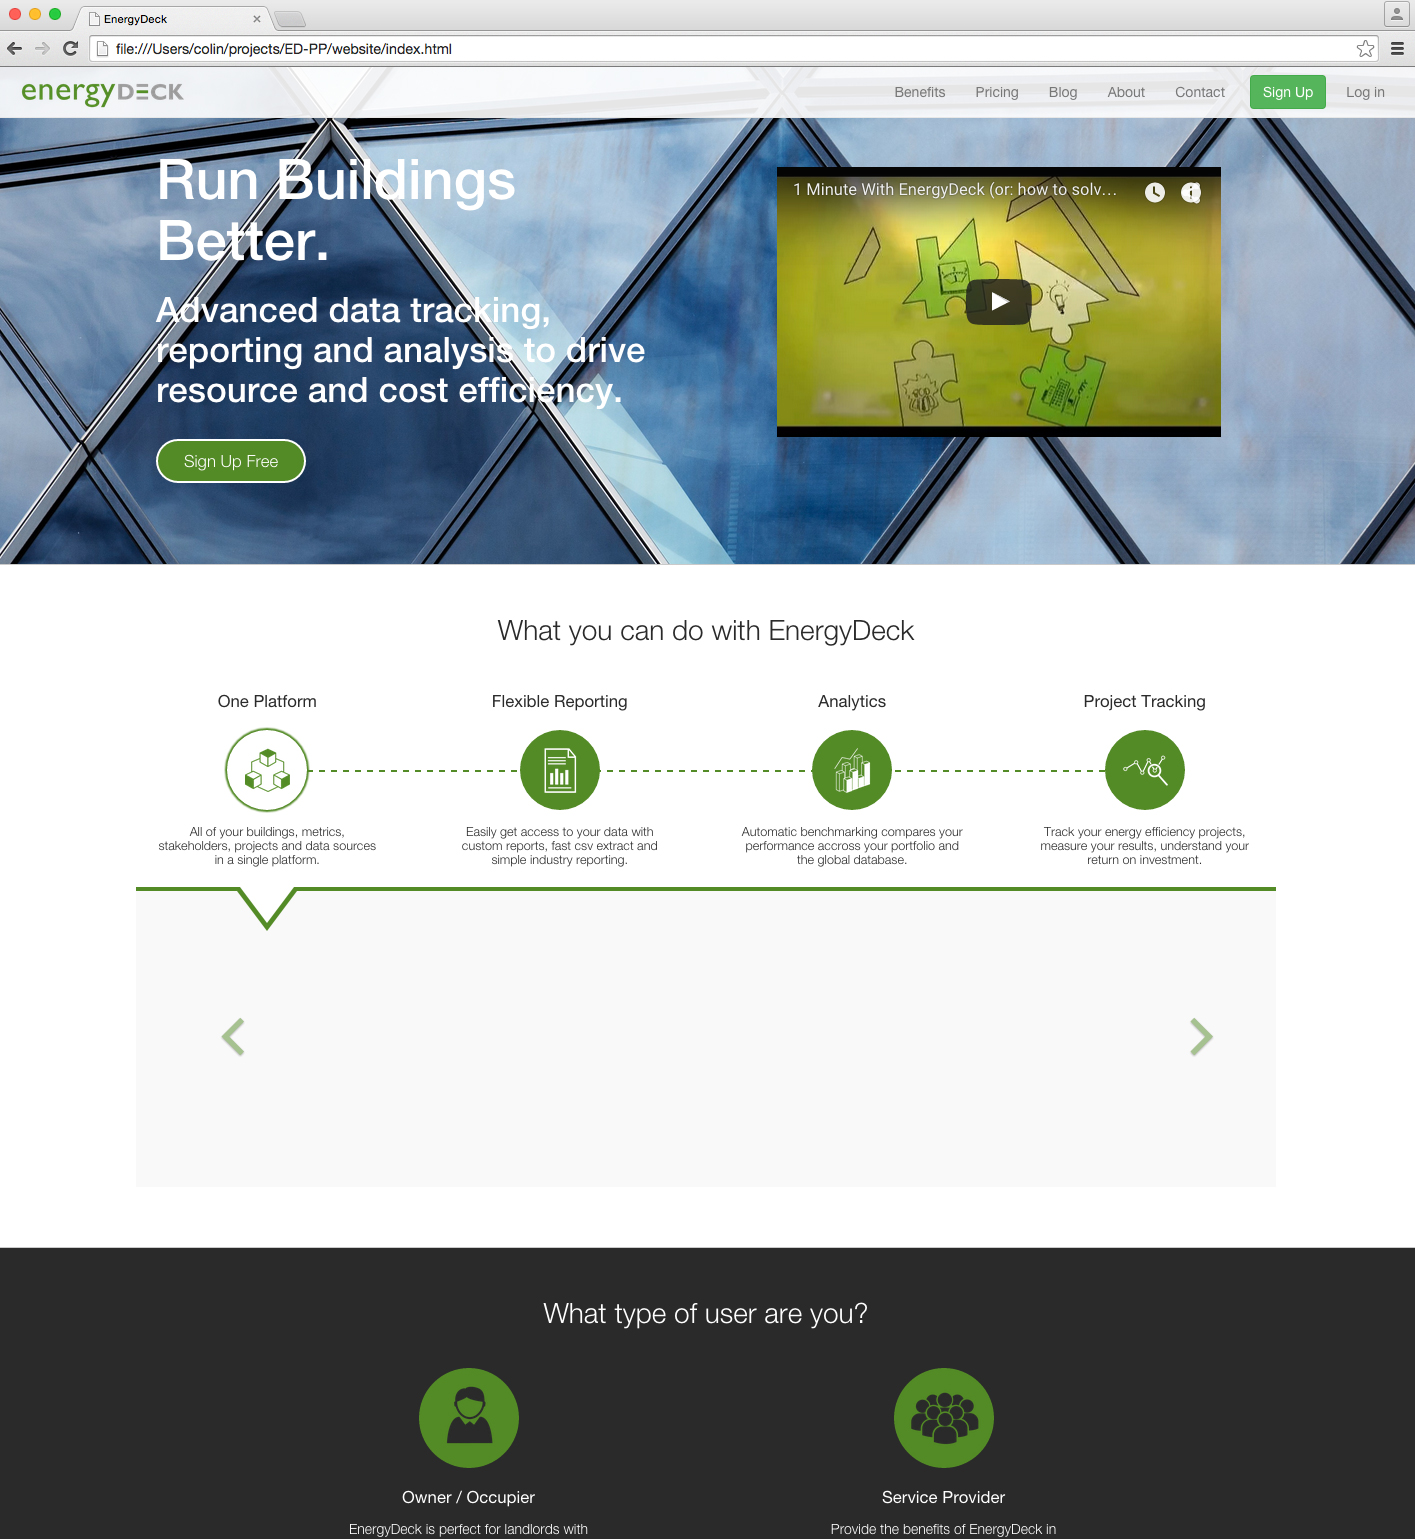 EnergyDeck
file:///Users/colin/projects/ED-PP/website/index.html
energyDECK
Benefits
Pricing
Blog
About
Contact
Sign Up
Log in
Run Buildings
Better.
Advanced data tracking,
reporting and analysis to drive
resource and cost efficiency.
Sign Up Free
1 Minute With EnergyDeck (or: how to solv...
What you can do with EnergyDeck
One Platform
All of your buildings, metrics,
stakeholders, projects and data sources
in a single platform.
Flexible Reporting
Easily get access to your data with
custom reports, fast csv extract and
simple industry reporting.
Analytics
Automatic benchmarking compares your
performance accross your portfolio and
the global database.
Project Tracking
Track your energy efficiency projects,
measure your results, understand your
return on investment.
What type of user are you?
Owner / Occupier
EnergyDeck is perfect for landlords with
Service Provider
Provide the benefits of EnergyDeck in